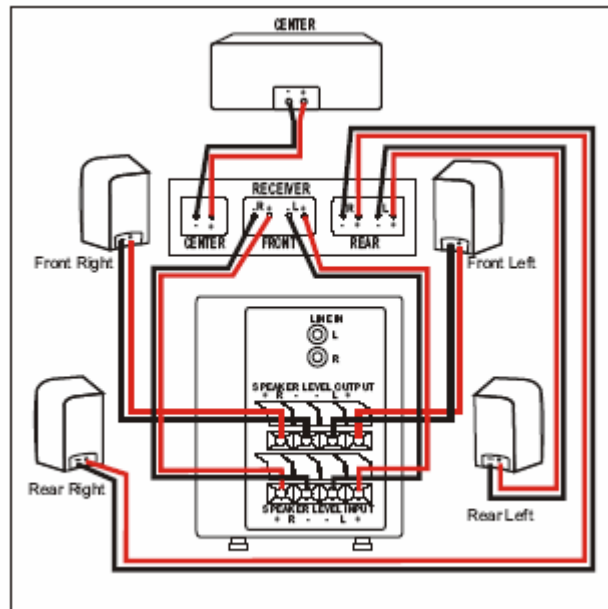 CENTER
- +
RECEIVER
- R + - L +
- R + - L +
- +
CENTER
FRONT
REAR
Front Right
Front Left
LINE IN
L
R
SPEAKER LEVEL OUTPUT
+ R - - L +
Rear Right
Rear Left
SPEAKER LEVEL INPUT
+ R - - L +